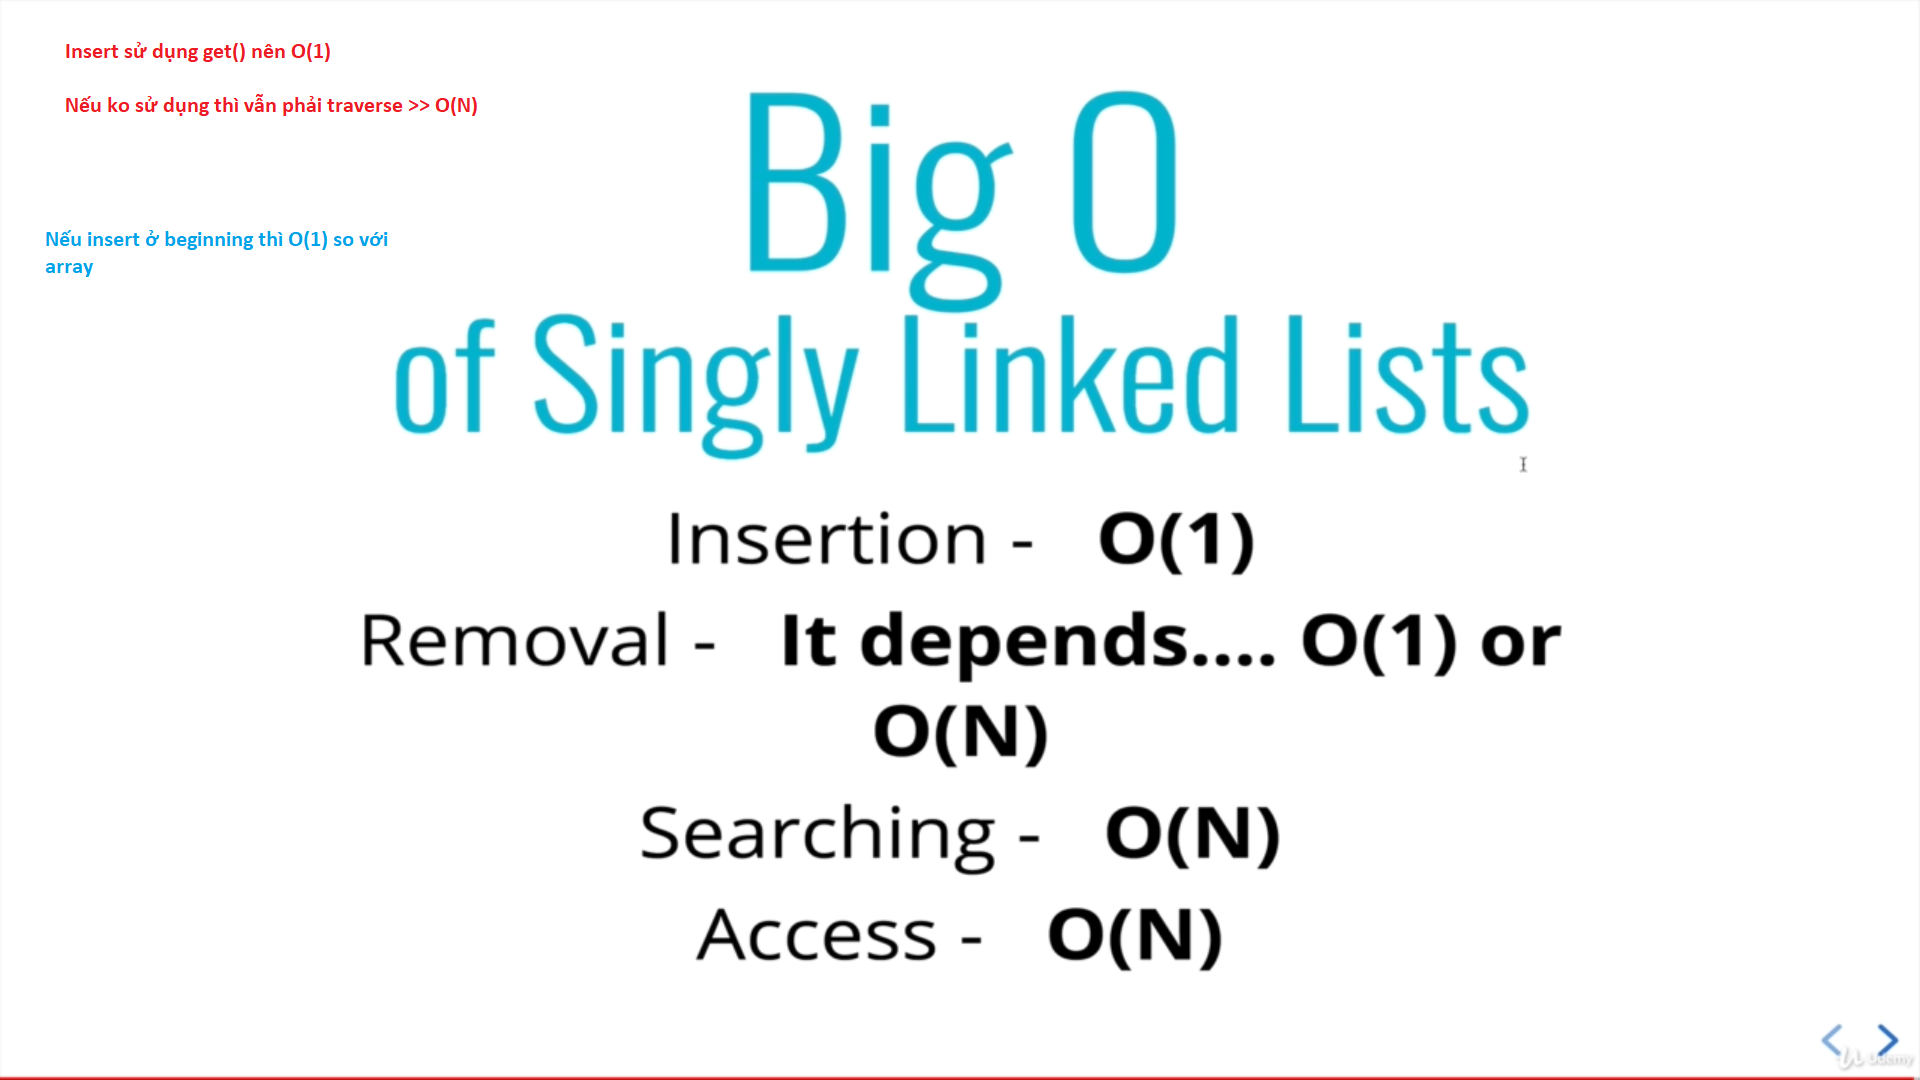 Insert sử dụng get() nên O(1)
Nếu ko sử dụng thì vẫn phải traverse >> O(N)
Nếu insert ở beginning thì O(1) so với
array
Big O
of Singly Linked Lists
Insertion - O(1)
Removal - It depends.... O(1) or
O(N)
Searching - O(N)
Access - O(N)
Udemy